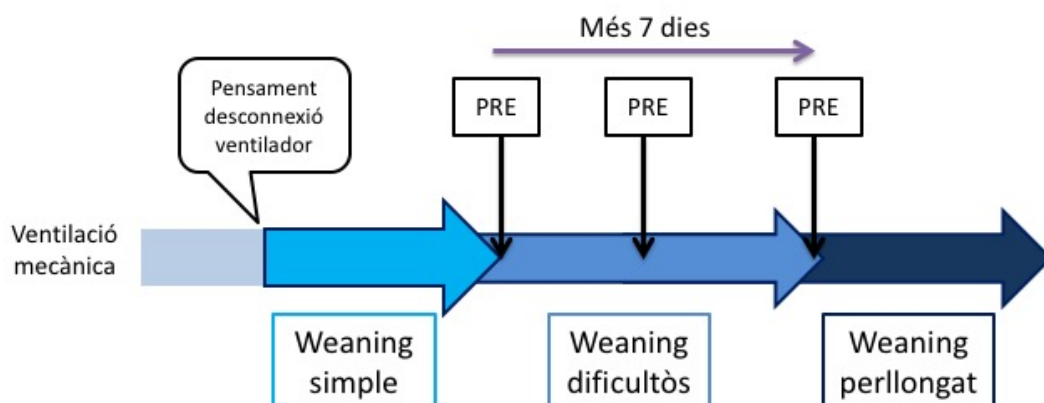 Més 7 dies
Pensament
desconnexió
ventilador
PRE
PRE
PRE
Ventilació
mecànica
Weaning
simple
Weaning
dificultòs
Weaning
perllongat